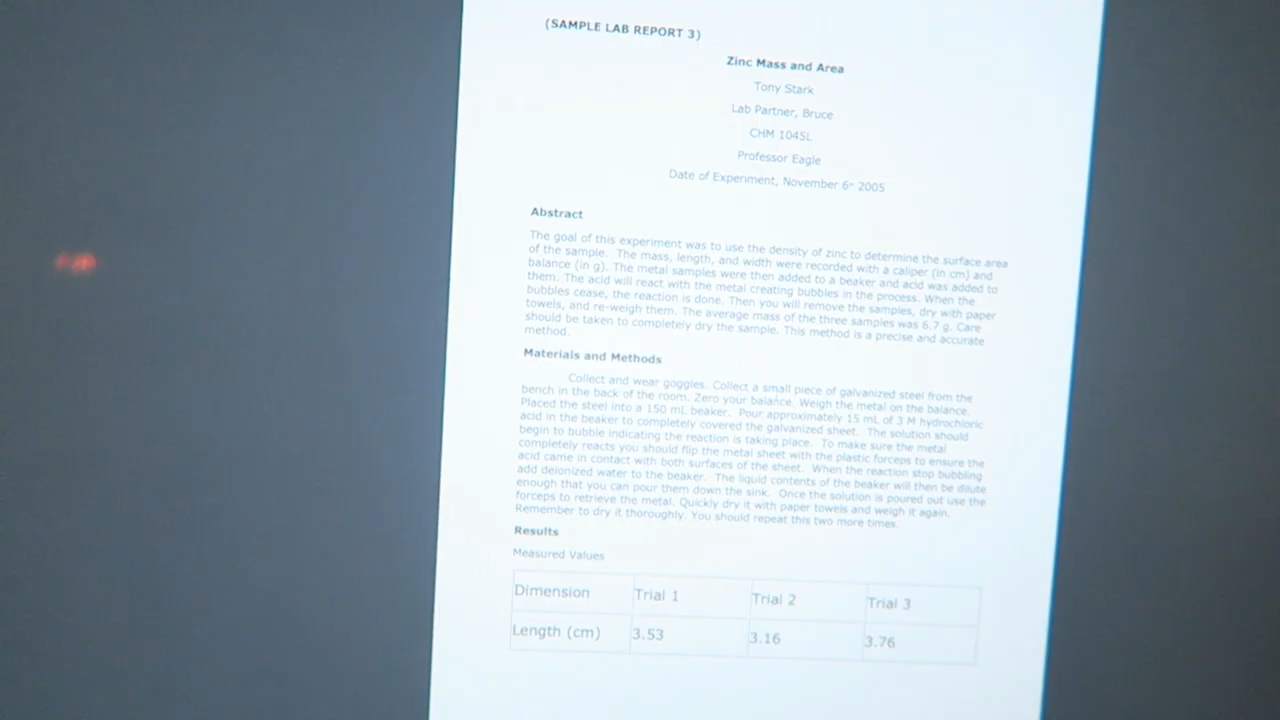 (SAMPLE LAB REPORT 3)
Zinc Mass and Area
Tony Stark
Lab Partner, Bruce
CHM 1045L
Professor Eagle
Date of Experiment, November 6th 2005
Abstract
The goal of this experiment was to use the density of zinc to determine the surface area
of the sample. The mass, length, and width were recorded with a caliper (in cm) and
balance (in g). The metal samples were then added to a beaker and acid was added to
them. The acid will react with the metal creating bubbles in the process. When the
bubbles cease, the reaction is done. Then you will remove the samples, dry with paper
towels, and re-weigh them. The average mass of the three samples was 6.7 g. Care
should be taken to completely dry the sample. This method is a precise and accurate
method.
Materials and Methods
Collect and wear goggles. Collect a small piece of galvanized steel from the
bench in the back of the room. Zero your balance. Weigh the metal on the balance.
Placed the steel into a 150 mL beaker. Pour approximately 15 mL of 3 M hydrochloric
acid in the beaker to completely covered the galvanized sheet. The solution should
begin to bubble indicating the reaction is taking place. To make sure the metal
completely reacts you should flip the metal sheet with the plastic forceps to ensure the
acid came in contact with both surfaces of the sheet. When the reaction stop bubbling
add deionized water to the beaker. The liquid contents of the beaker will then be dilute
enough that you can pour them down the sink. Once the solution is poured out use the
forceps to retrieve the metal. Quickly dry it with paper towels and weigh it again.
Remember to dry it thoroughly. You should repeat this two more times.
Results
Measured Values
Dimension Trial 1 Trial 2 Trial 3
Length (cm) 3.53 3.16 3.76